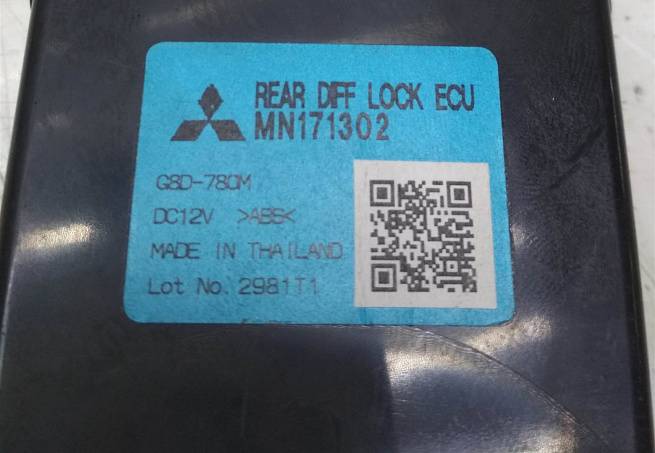 REAR DIFF LOCK ECU
MN171302
G8D-780M
DC12V >ABS<
MADE IN THAILAND
Lot No. 2981T1